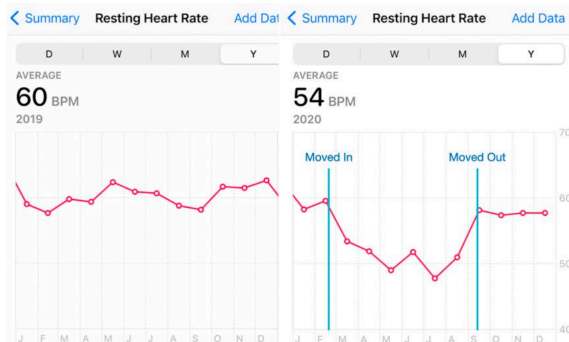 Summary
Resting Heart Rate
Add Dat
D W M Y
AVERAGE
60 BPM
2019
J F M A M J J A S O N D
Summary
Resting Heart Rate
Add Data
D W M Y
AVERAGE
54 BPM
2020
70
Moved In
Moved Out
60
50
40
J F M A M J J A S O N D